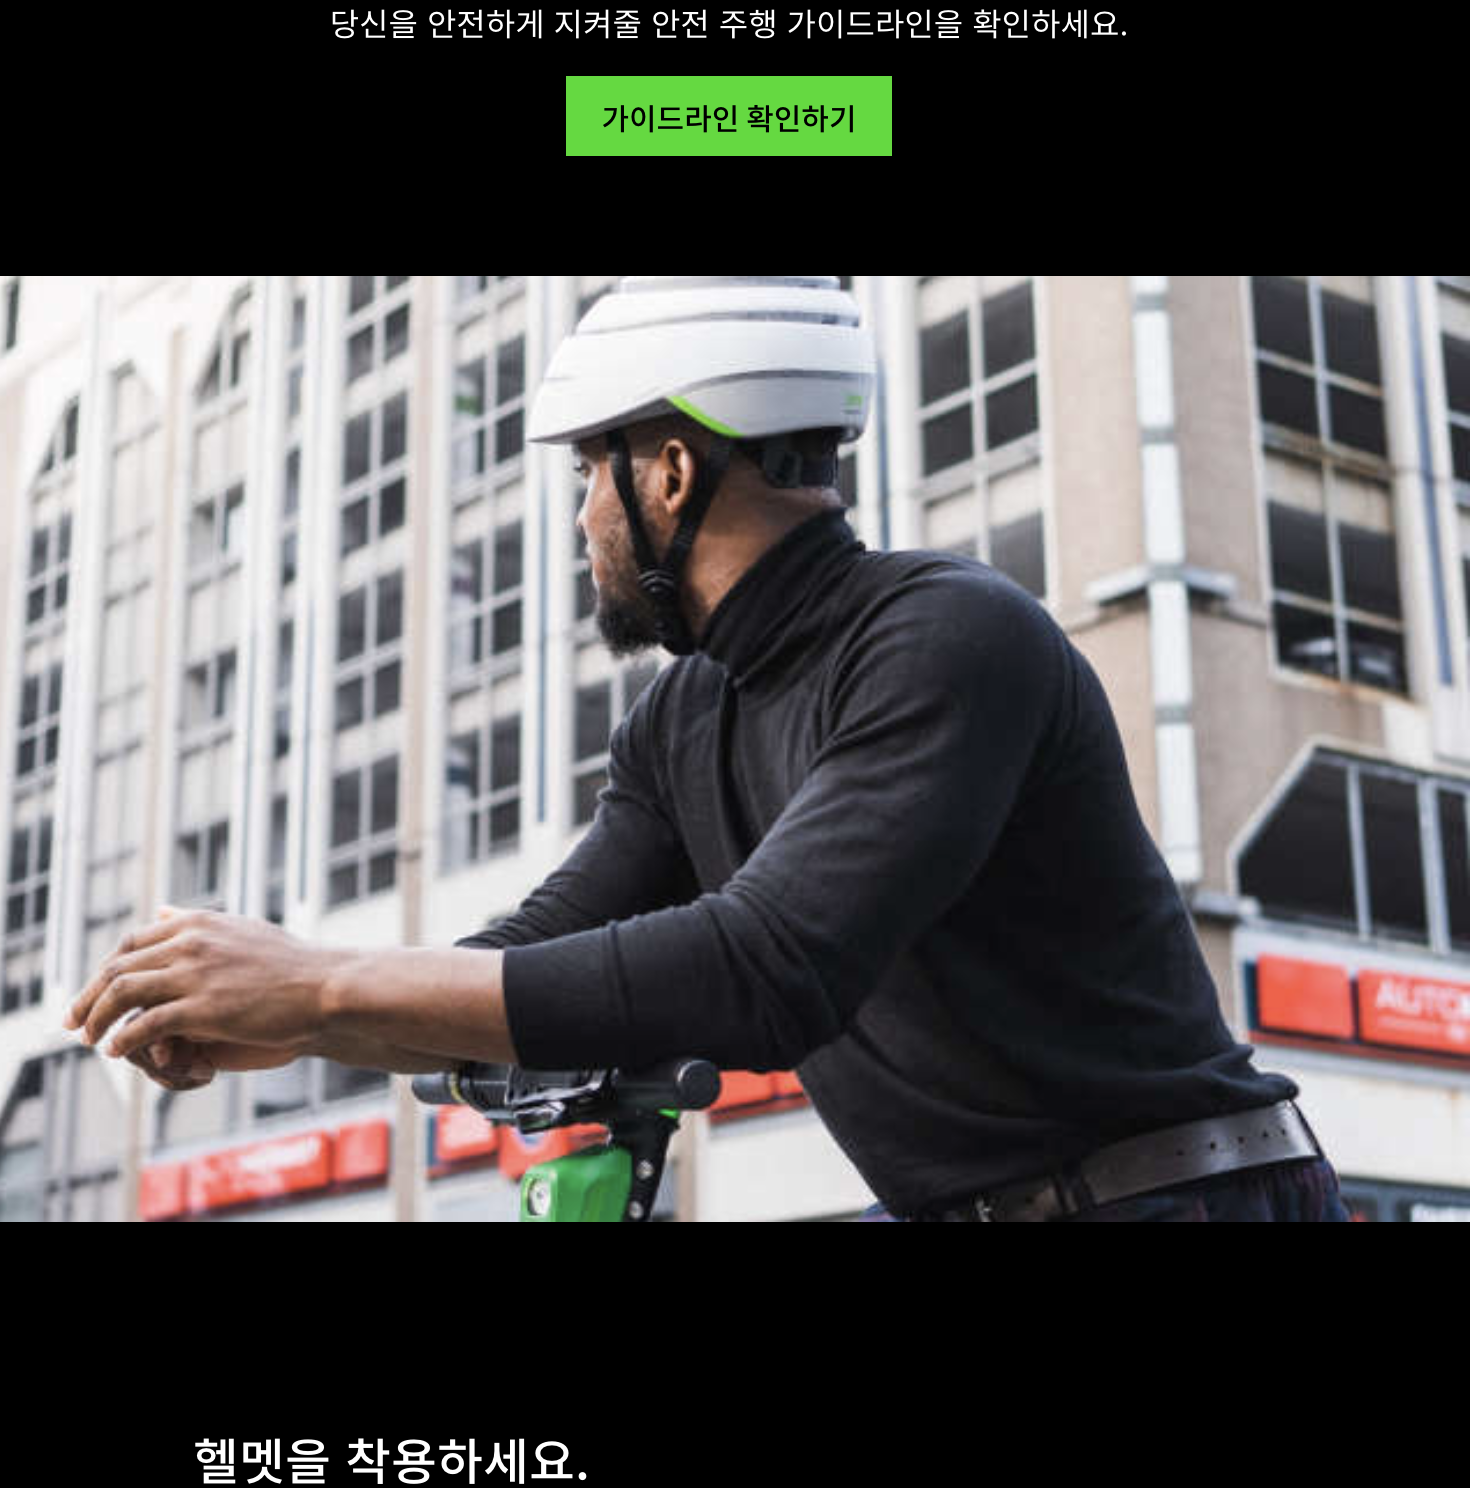 당신을 안전하게 지켜줄 안전 주행 가이드라인을 확인하세요.
가이드라인 확인하기
헬멧을 착용하세요.